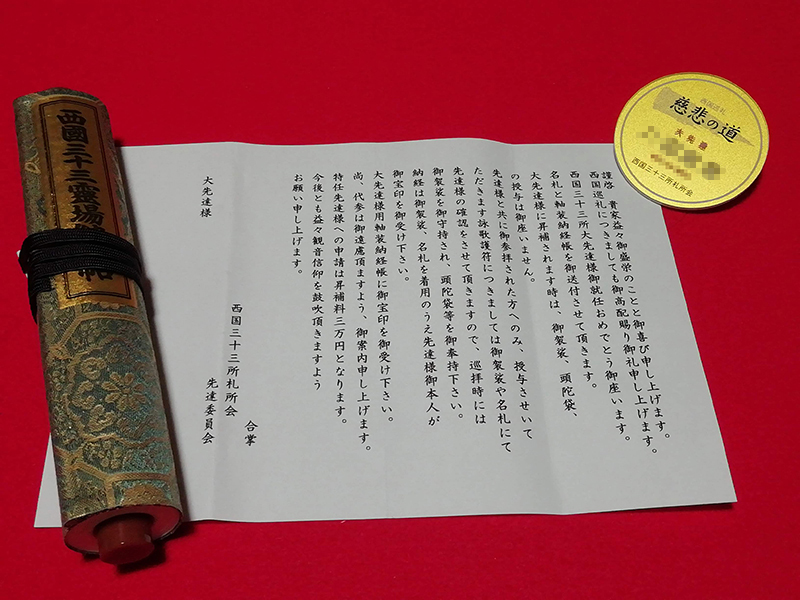 西國三十三霊場
帖
西国巡礼
慈悲の道
大先達
西国三十三所札所会
謹啓 貴家益々御盛栄のことと御喜び申し上げます。
西国巡礼につきましても御高配賜り御礼申し上げます。
西国三十三所大先達様御就任おめでとう御座います。
名札と軸装納経帳を御送付させて頂きます。
大先達に昇補されます時は、御袈裟、頭陀袋、
の授与は御座いません。
先達様と共に御参拝された方へのみ、授与させいて
ただきます詠歌護符につきましては御袈裟や名札にて
先達様の確認をさせて頂きますので、巡拝時には
御袈裟を御守持され、頭陀袋等を御奉持下さい。
納経は御袈裟、名札を着用のうえ先達様御本人が
御宝印を御受け下さい。
大先達様用軸装納経帳に御宝印を御受け下さい。
尚、代参は御遠慮頂ますよう、御案内申し上げます。
特任先達様への申請は昇補料三万円となります。
今後とも益々観音信仰を鼓吹頂きますよう
お願い申し上げます。
合掌
西国三十三所札所会
先達委員会
大先達様